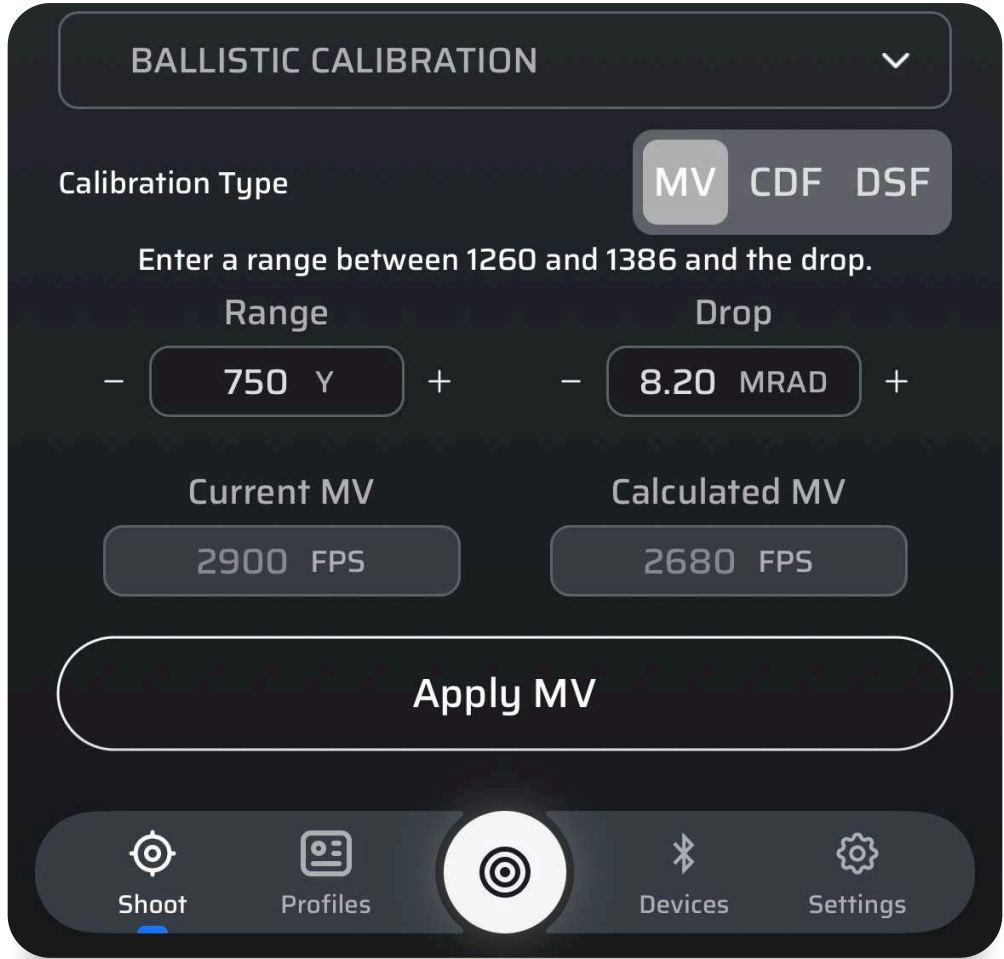 BALLISTIC CALIBRATION
Calibration Type MV CDF DSF
Enter a range between 1260 and 1386 and the drop.
Range Drop
− 750 Y + − 8.20 MRAD +
Current MV Calculated MV
2900 FPS 2680 FPS
Apply MV
Shoot Profiles Devices Settings